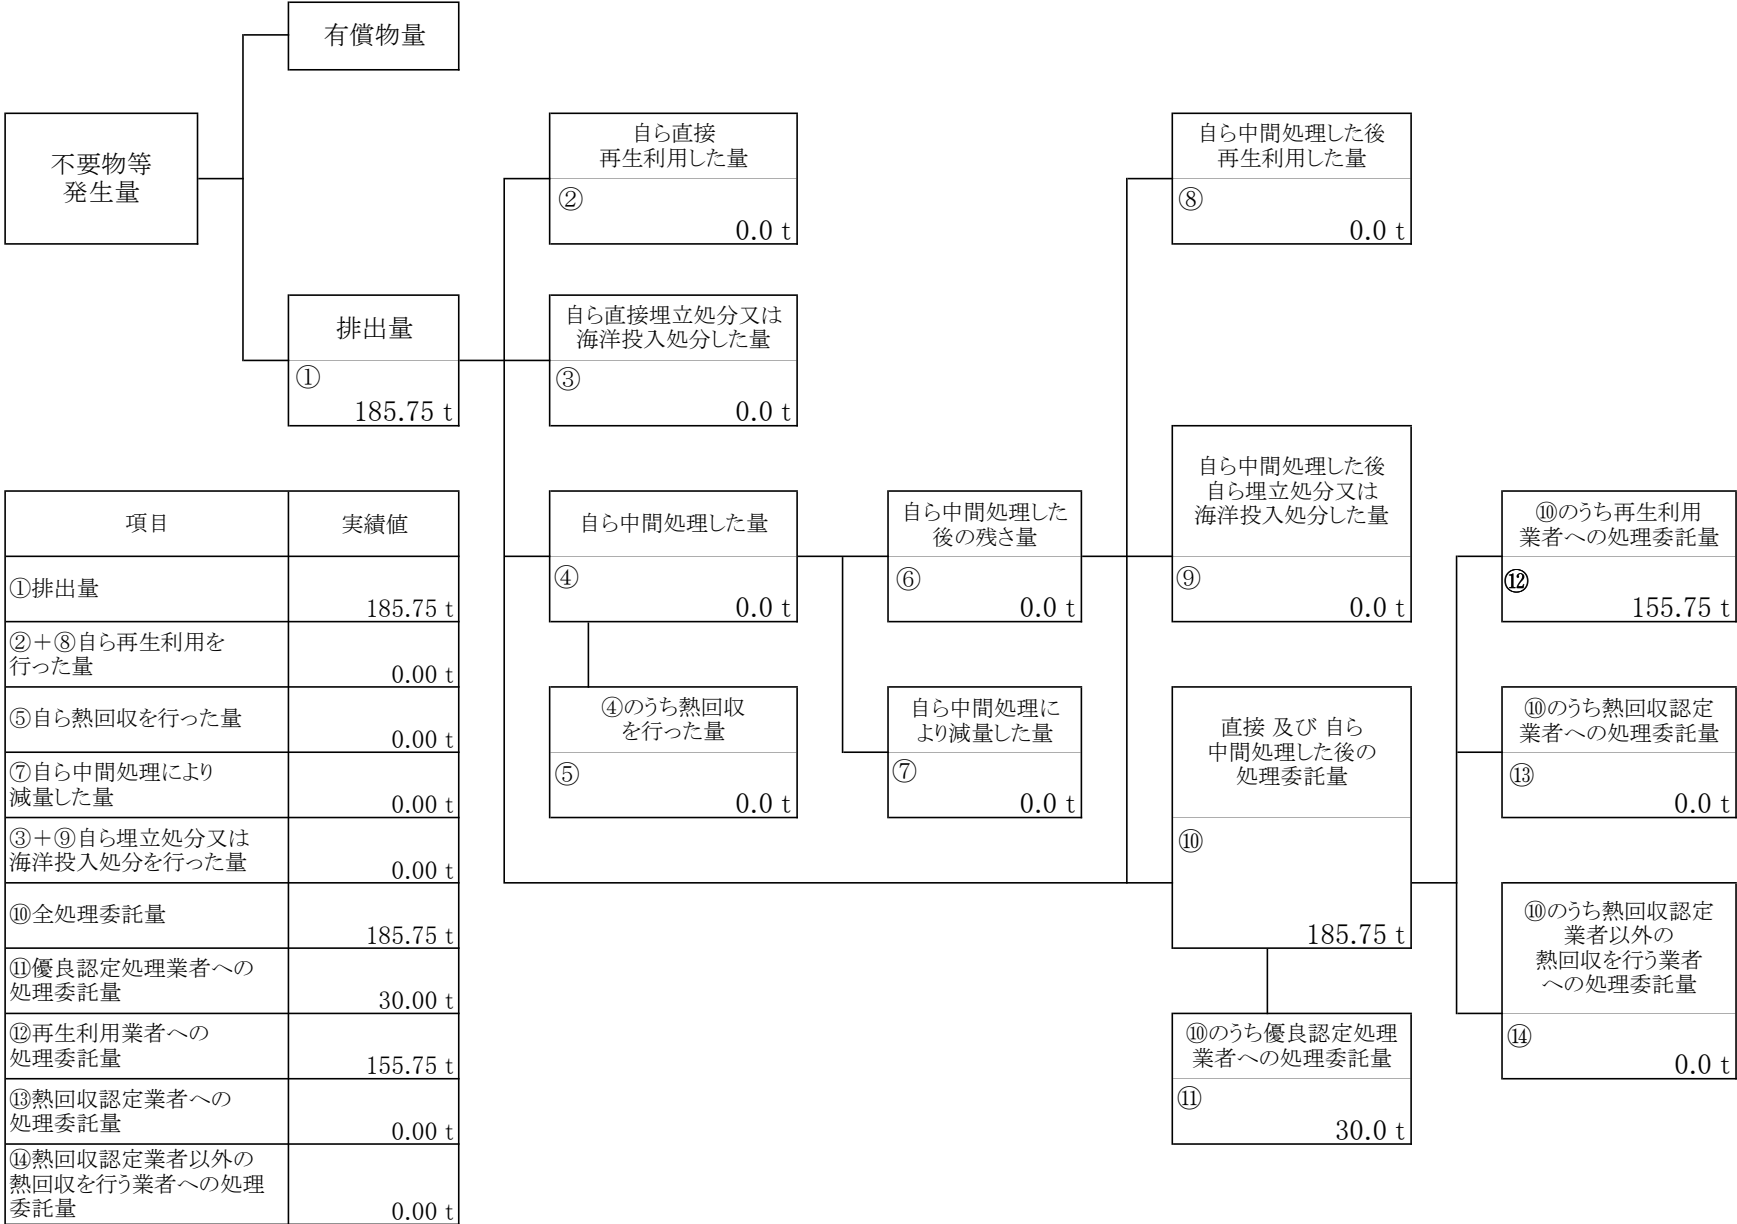 有償物量
不要物等
発生量
自ら直接
再生利用した量
②
0.0 t
自ら中間処理した後
再生利用した量
⑧
0.0 t
排出量
①
185.75 t
自ら直接埋立処分又は
海洋投入処分した量
③
0.0 t
自ら中間処理した量
④
0.0 t
自ら中間処理した
後の残さ量
⑥
0.0 t
自ら中間処理した後
自ら埋立処分又は
海洋投入処分した量
⑨
0.0 t
⑩のうち再生利用
業者への処理委託量
⑫
155.75 t
④のうち熱回収
を行った量
⑤
0.0 t
自ら中間処理に
より減量した量
⑦
0.0 t
直接 及び 自ら
中間処理した後の
処理委託量
⑩
185.75 t
⑩のうち熱回収認定
業者への処理委託量
⑬
0.0 t
⑩のうち熱回収認定
業者以外の
熱回収を行う業者
への処理委託量
⑭
0.0 t
⑩のうち優良認定処理
業者への処理委託量
⑪
30.0 t
項目 実績値
①排出量
185.75 t
②＋⑧自ら再生利用を
行った量
0.00 t
⑤自ら熱回収を行った量
0.00 t
⑦自ら中間処理により
減量した量
0.00 t
③＋⑨自ら埋立処分又は
海洋投入処分を行った量
0.00 t
⑩全処理委託量
185.75 t
⑪優良認定処理業者への
処理委託量
30.00 t
⑫再生利用業者への
処理委託量
155.75 t
⑬熱回収認定業者への
処理委託量
0.00 t
⑭熱回収認定業者以外の
熱回収を行う業者への処理
委託量
0.00 t